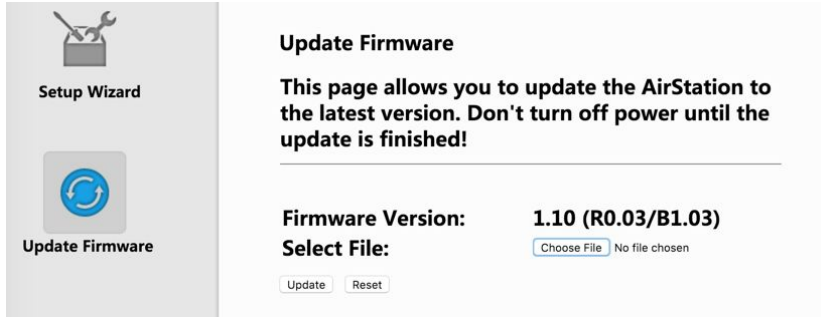 Setup Wizard
Update Firmware
Update Firmware
This page allows you to update the AirStation to
the latest version. Don't turn off power until the
update is finished!
Firmware Version: 1.10 (R0.03/B1.03)
Select File: Choose File No file chosen
Update Reset